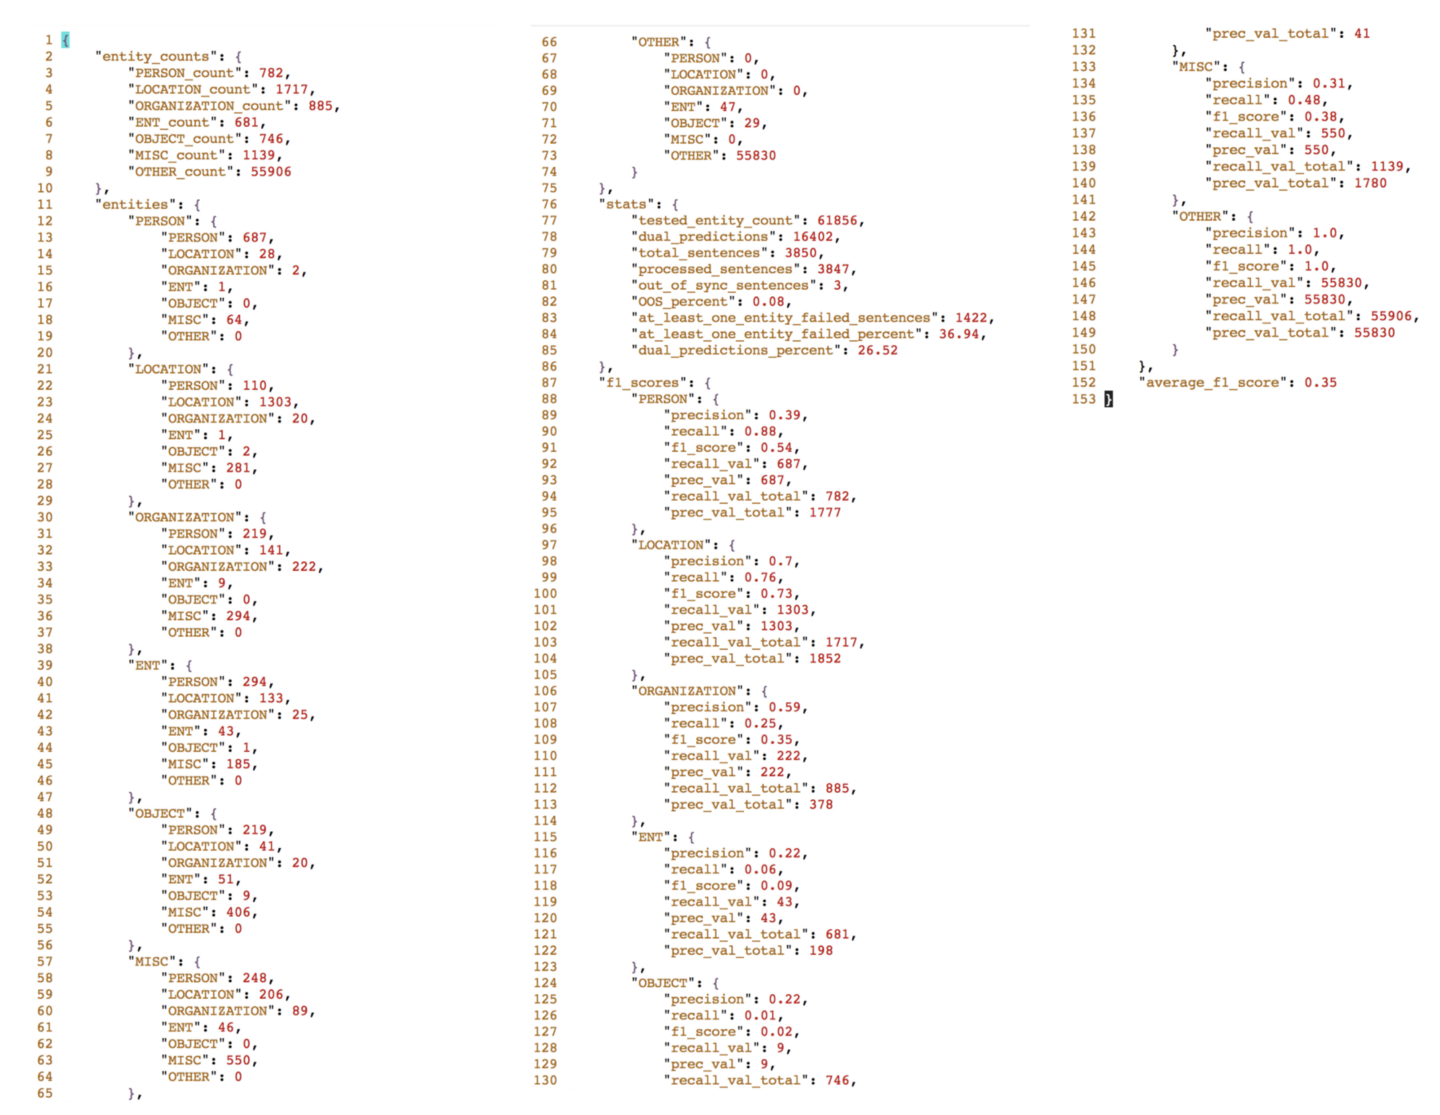 1 {
2 "entity_counts": {
3 "PERSON_count": 782,
4 "LOCATION_count": 1717,
5 "ORGANIZATION_count": 885,
6 "ENT_count": 681,
7 "OBJECT_count": 746,
8 "MISC_count": 1139,
9 "OTHER_count": 55906
10 },
11 "entities": {
12 "PERSON": {
13 "PERSON": 687,
14 "LOCATION": 28,
15 "ORGANIZATION": 2,
16 "ENT": 1,
17 "OBJECT": 0,
18 "MISC": 64,
19 "OTHER": 0
20 },
21 "LOCATION": {
22 "PERSON": 110,
23 "LOCATION": 1303,
24 "ORGANIZATION": 20,
25 "ENT": 1,
26 "OBJECT": 2,
27 "MISC": 281,
28 "OTHER": 0
29 },
30 "ORGANIZATION": {
31 "PERSON": 219,
32 "LOCATION": 141,
33 "ORGANIZATION": 222,
34 "ENT": 9,
35 "OBJECT": 0,
36 "MISC": 294,
37 "OTHER": 0
38 },
39 "ENT": {
40 "PERSON": 294,
41 "LOCATION": 133,
42 "ORGANIZATION": 25,
43 "ENT": 43,
44 "OBJECT": 1,
45 "MISC": 185,
46 "OTHER": 0
47 },
48 "OBJECT": {
49 "PERSON": 219,
50 "LOCATION": 41,
51 "ORGANIZATION": 20,
52 "ENT": 51,
53 "OBJECT": 9,
54 "MISC": 406,
55 "OTHER": 0
56 },
57 "MISC": {
58 "PERSON": 248,
59 "LOCATION": 206,
60 "ORGANIZATION": 89,
61 "ENT": 46,
62 "OBJECT": 0,
63 "MISC": 550,
64 "OTHER": 0
65 },
66 "OTHER": {
67 "PERSON": 0,
68 "LOCATION": 0,
69 "ORGANIZATION": 0,
70 "ENT": 47,
71 "OBJECT": 29,
72 "MISC": 0,
73 "OTHER": 55830
74 }
75 },
76 "stats": {
77 "tested_entity_count": 61856,
78 "dual_predictions": 16402,
79 "total_sentences": 3850,
80 "processed_sentences": 3847,
81 "out_of_sync_sentences": 3,
82 "OOS_percent": 0.08,
83 "at_least_one_entity_failed_sentences": 1422,
84 "at_least_one_entity_failed_percent": 36.94,
85 "dual_predictions_percent": 26.52
86 },
87 "f1_scores": {
88 "PERSON": {
89 "precision": 0.39,
90 "recall": 0.88,
91 "f1_score": 0.54,
92 "recall_val": 687,
93 "prec_val": 687,
94 "recall_val_total": 782,
95 "prec_val_total": 1777
96 },
97 "LOCATION": {
98 "precision": 0.7,
99 "recall": 0.76,
100 "f1_score": 0.73,
101 "recall_val": 1303,
102 "prec_val": 1303,
103 "recall_val_total": 1717,
104 "prec_val_total": 1852
105 },
106 "ORGANIZATION": {
107 "precision": 0.59,
108 "recall": 0.25,
109 "f1_score": 0.35,
110 "recall_val": 222,
111 "prec_val": 222,
112 "recall_val_total": 885,
113 "prec_val_total": 378
114 },
115 "ENT": {
116 "precision": 0.22,
117 "recall": 0.06,
118 "f1_score": 0.09,
119 "recall_val": 43,
120 "prec_val": 43,
121 "recall_val_total": 681,
122 "prec_val_total": 198
123 },
124 "OBJECT": {
125 "precision": 0.22,
126 "recall": 0.01,
127 "f1_score": 0.02,
128 "recall_val": 9,
129 "prec_val": 9,
130 "recall_val_total": 746,
131 "prec_val_total": 41
132 },
133 "MISC": {
134 "precision": 0.31,
135 "recall": 0.48,
136 "f1_score": 0.38,
137 "recall_val": 550,
138 "prec_val": 550,
139 "recall_val_total": 1139,
140 "prec_val_total": 1780
141 },
142 "OTHER": {
143 "precision": 1.0,
144 "recall": 1.0,
145 "f1_score": 1.0,
146 "recall_val": 55830,
147 "prec_val": 55830,
148 "recall_val_total": 55906,
149 "prec_val_total": 55830
150 }
151 },
152 "average_f1_score": 0.35
153 }